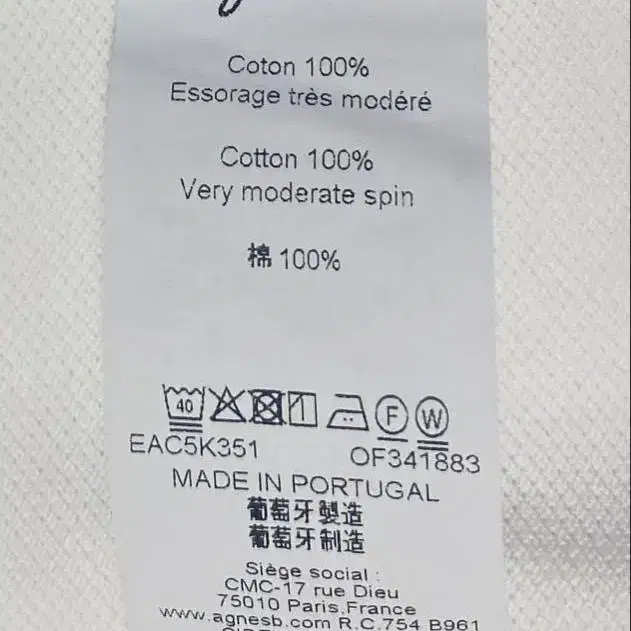 Coton 100%
Essorage très modéré
Cotton 100%
Very moderate spin
棉 100%
40 F W
EAC5K351 OF341883
MADE IN PORTUGAL
葡萄牙製造
葡萄牙制造
Siège social :
CMC-17 rue Dieu
75010 Paris,France
www.agnesb.com R.C.754 B961